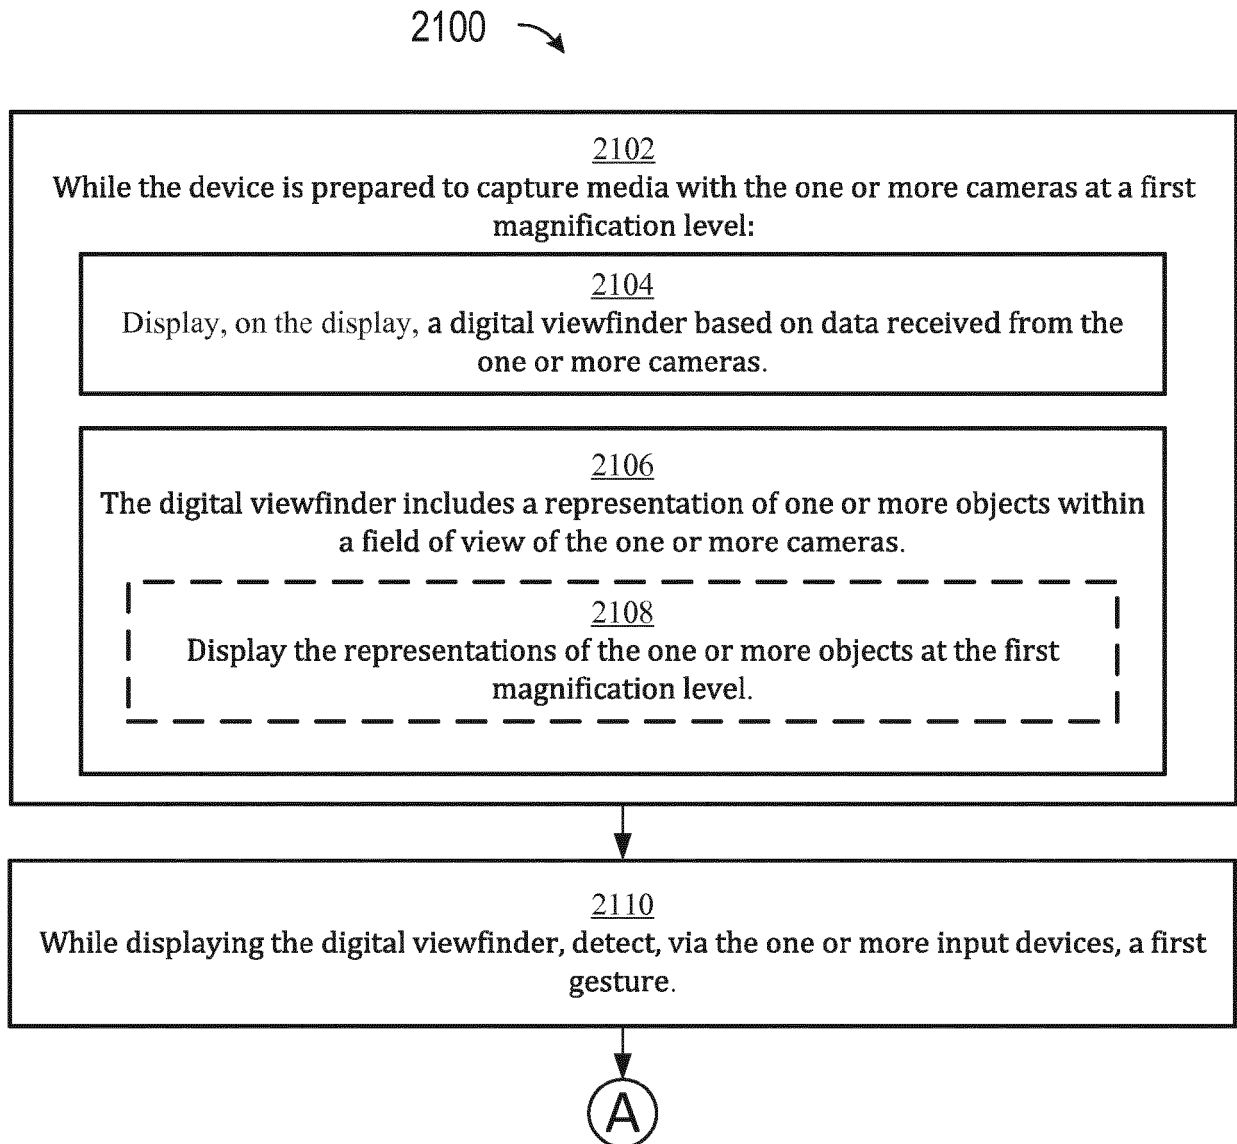 2100
2102
While the device is prepared to capture media with the one or more cameras at a first
magnification level:
2104
Display, on the display, a digital viewfinder based on data received from the
one or more cameras.
2106
The digital viewfinder includes a representation of one or more objects within
a field of view of the one or more cameras.
2108
Display the representations of the one or more objects at the first
magnification level.
2110
While displaying the digital viewfinder, detect, via the one or more input devices, a first
gesture.
A